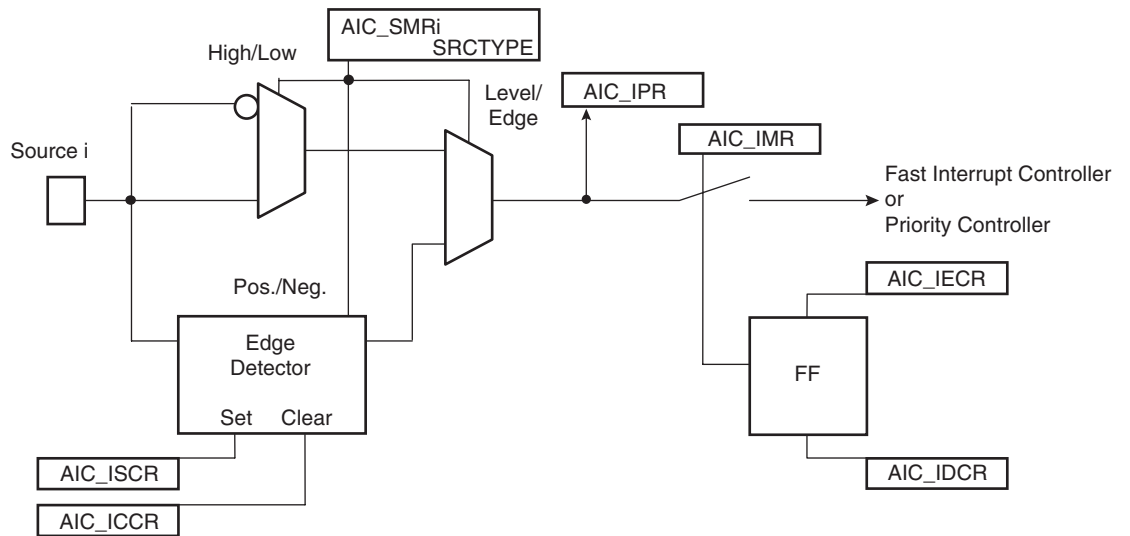 AIC_SMRi
SRCTYPE
High/Low
Level/
Edge
AIC_IPR
AIC_IMR
Source i
Fast Interrupt Controller
or
Priority Controller
AIC_IECR
Pos./Neg.
Edge
Detector
FF
Set Clear
AIC_ISCR
AIC_IDCR
AIC_ICCR